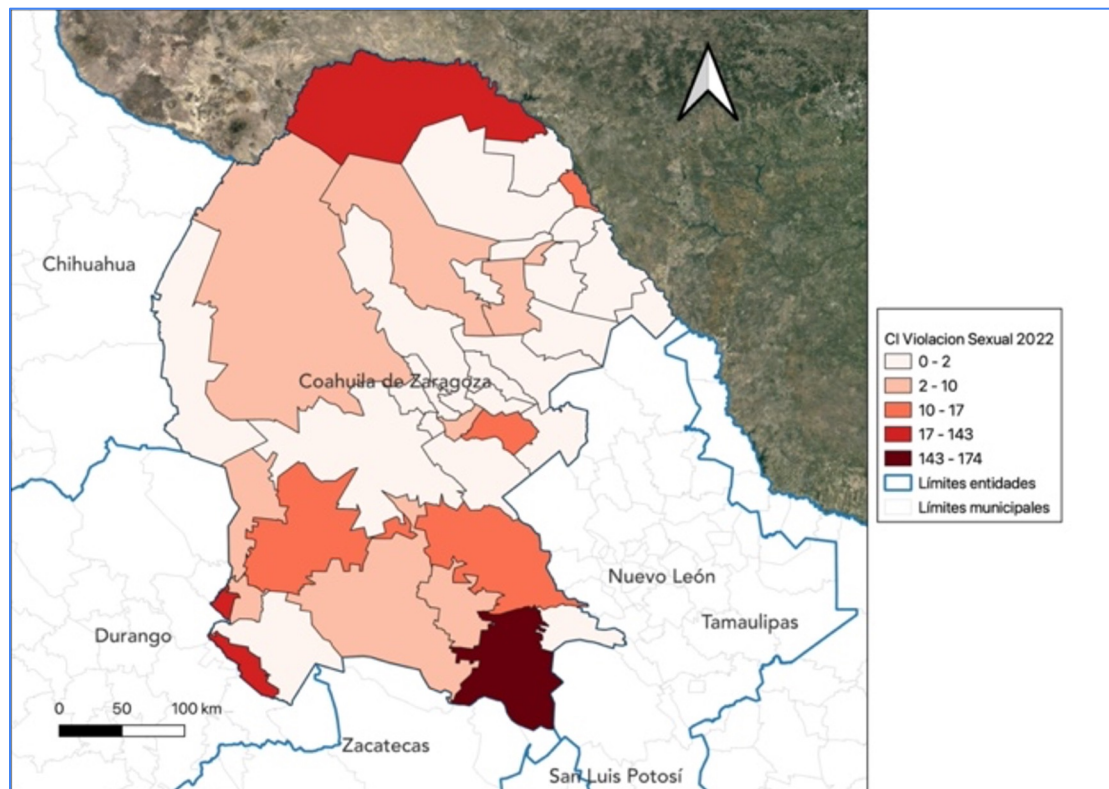 Chihuahua
Coahuila de Zaragoza
Durango
Nuevo León
Tamaulipas
Zacatecas
San Luis Potosí
0 50 100 km
CI Violacion Sexual 2022
0 - 2
2 - 10
10 - 17
17 - 143
143 - 174
Límites entidades
Límites municipales